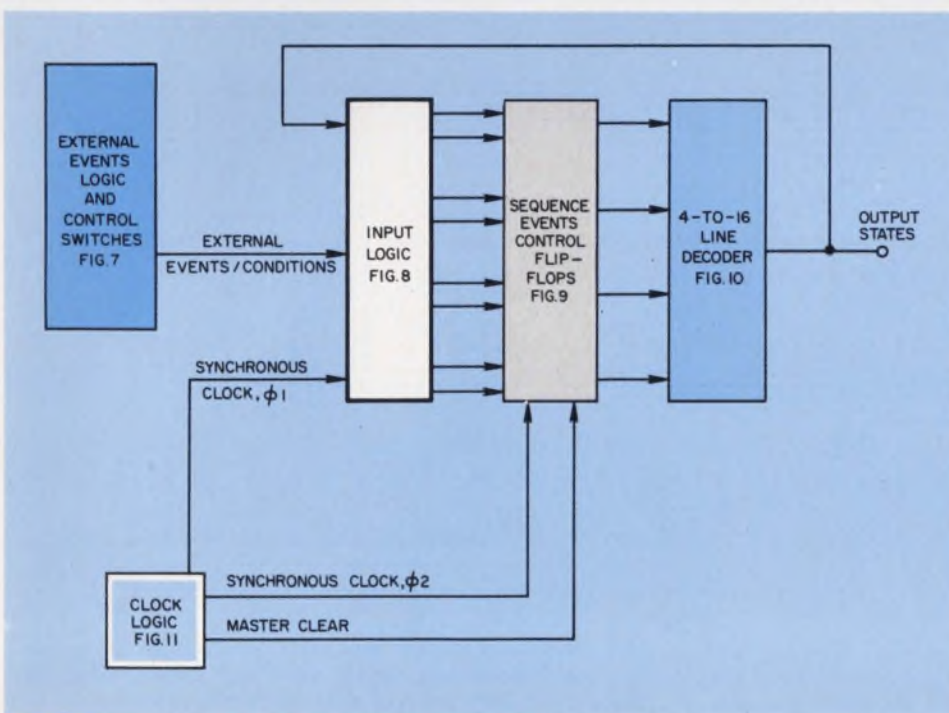 EXTERNAL
EVENTS
LOGIC
AND
CONTROL
SWITCHES
FIG.7
EXTERNAL
EVENTS/CONDITIONS
INPUT
LOGIC
FIG.8
SEQUENCE
EVENTS
CONTROL
FLIP-
FLOPS
FIG.9
4-TO-16
LINE
DECODER
FIG.10
OUTPUT
STATES
SYNCHRONOUS
CLOCK, ϕ1
SYNCHRONOUS CLOCK,ϕ2
MASTER CLEAR
CLOCK
LOGIC
FIG.11